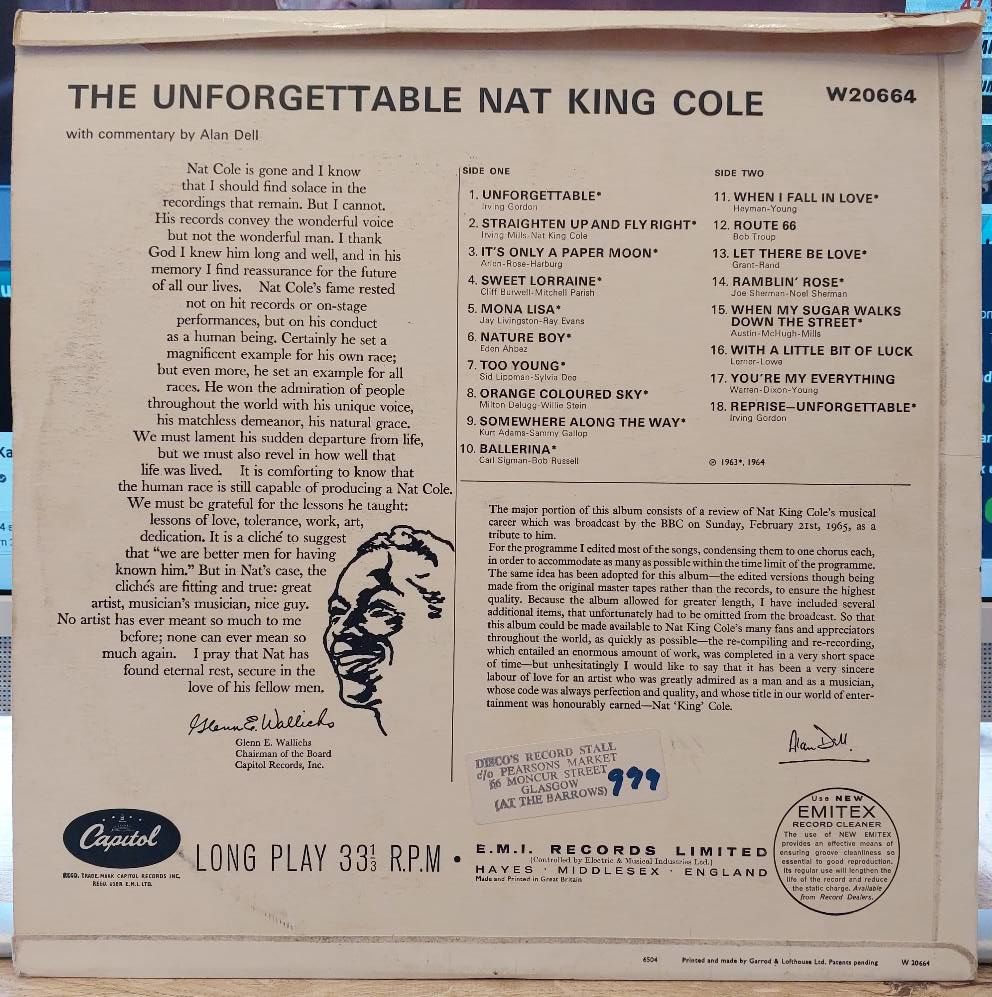 THE UNFORGETTABLE NAT KING COLE
W20664
with commentary by Alan Dell
Nat Cole is gone and I know
that I should find solace in the
recordings that remain. But I cannot.
His records convey the wonderful voice
but not the wonderful man. I thank
God I knew him long and well, and in his
memory I find reassurance for the future
of all our lives. Nat Cole's fame rested
not on hit records or on-stage
performances, but on his conduct
as a human being. Certainly he set a
magnificent example for his own race;
but even more, he set an example for all
races. He won the admiration of people
throughout the world with his unique voice,
his matchless demeanor, his natural grace.
We must lament his sudden departure from life,
but we must also revel in how well that
life was lived. It is comforting to know that
the human race is still capable of producing a Nat Cole.
We must be grateful for the lessons he taught:
lessons of love, tolerance, work, art,
dedication. It is a cliché to suggest
that “we are better men for having
known him.” But in Nat's case, the
clichés are fitting and true: great
artist, musician's musician, nice guy.
No artist has ever meant so much to me
before; none can ever mean so
much again. I pray that Nat has
found eternal rest, secure in the
love of his fellow men.
Glenn E. Wallichs
Glenn E. Wallichs
Chairman of the Board
Capitol Records, Inc.
SIDE ONE
1. UNFORGETTABLE*
Irving Gordon
2. STRAIGHTEN UP AND FLY RIGHT*
Irving Mills-Nat King Cole
3. IT'S ONLY A PAPER MOON*
Arlen-Rose-Harburg
4. SWEET LORRAINE*
Cliff Burwell-Mitchell Parish
5. MONA LISA*
Jay Livingston-Ray Evans
6. NATURE BOY*
Eden Ahbez
7. TOO YOUNG*
Sid Lippman-Sylvia Dee
8. ORANGE COLOURED SKY*
Milton Delugg-Willie Stein
9. SOMEWHERE ALONG THE WAY*
Kurt Adams-Sammy Gallop
10. BALLERINA*
Carl Sigman-Bob Russell
SIDE TWO
11. WHEN I FALL IN LOVE*
Heyman-Young
12. ROUTE 66
Bob Troup
13. LET THERE BE LOVE*
Grant-Rand
14. RAMBLIN' ROSE*
Joe Sherman-Noel Sherman
15. WHEN MY SUGAR WALKS
DOWN THE STREET*
Austin-McHugh-Mills
16. WITH A LITTLE BIT OF LUCK
Lerner-Lowe
17. YOU'RE MY EVERYTHING
Warren-Dixon-Young
18. REPRISE—UNFORGETTABLE*
Irving Gordon
℗ 1963*, 1964
The major portion of this album consists of a review of Nat King Cole's musical
career which was broadcast by the BBC on Sunday, February 21st, 1965, as a
tribute to him.
For the programme I edited most of the songs, condensing them to one chorus each,
in order to accommodate as many as possible within the time limit of the programme.
The same idea has been adopted for this album—the edited versions though being
made from the original master tapes rather than the records, to ensure the highest
quality. Because the album allowed for greater length, I have included several
additional items, that unfortunately had to be omitted from the broadcast. So that
this album could be made available to Nat King Cole's many fans and appreciators
throughout the world, as quickly as possible—the re-compiling and re-recording,
which entailed an enormous amount of work, was completed in a very short space
of time—but unhesitatingly I would like to say that it has been a very sincere
labour of love for an artist who was greatly admired as a man and as a musician,
whose code was always perfection and quality, and whose title in our world of enter-
tainment was honourably earned—Nat ‘King’ Cole.
Alan Dell.
DISCO'S RECORD STALL
c/o PEARSONS MARKET
66 MONCUR STREET
GLASGOW
(AT THE BARROWS)
999
Capitol
REGD. TRADE MARK CAPITOL RECORDS INC.
REGD. USER E.M.I. LTD.
LONG PLAY 33⅓ R.P.M •
E.M.I. RECORDS LIMITED
(Controlled by Electric & Musical Industries Ltd.)
HAYES · MIDDLESEX · ENGLAND
Made and Printed in Great Britain
Use NEW
EMITEX
RECORD CLEANER
The use of NEW EMITEX
provides an effective means of
ensuring groove cleanliness so
essential to good reproduction.
Its regular use will lengthen the
life of the record and reduce
the static charge. Available
from Record Dealers.
6504
Printed and made by Garrod & Lofthouse Ltd. Patents pending
W 20664